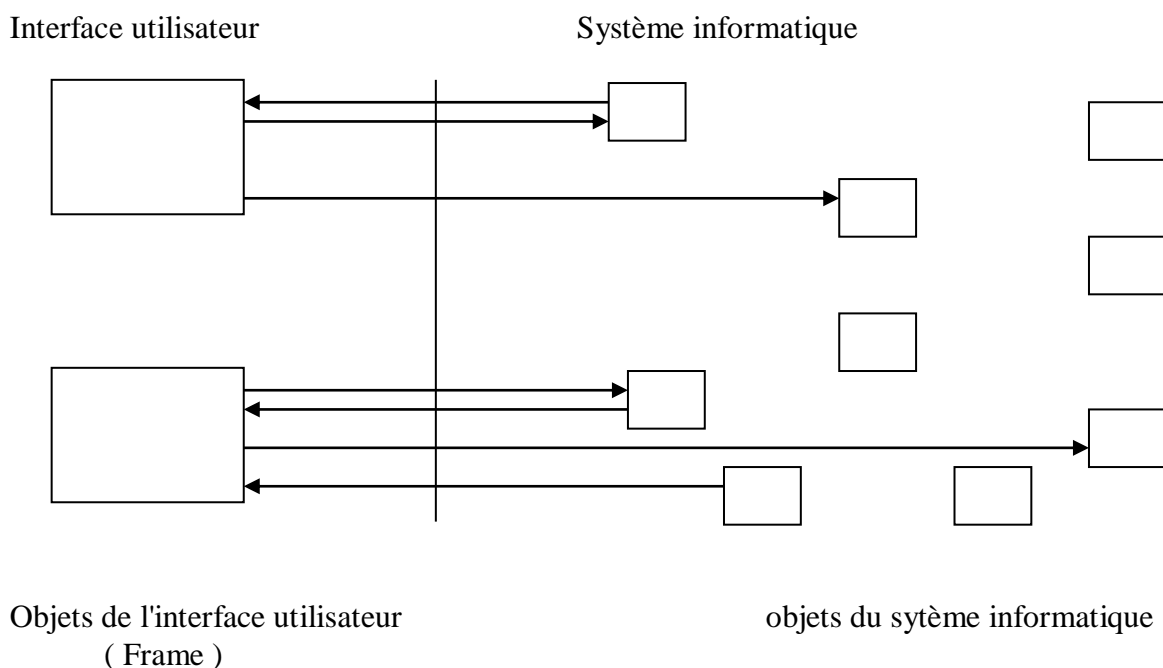 Interface utilisateur
Système informatique
Objets de l'interface utilisateur
( Frame )
objets du sytème informatique